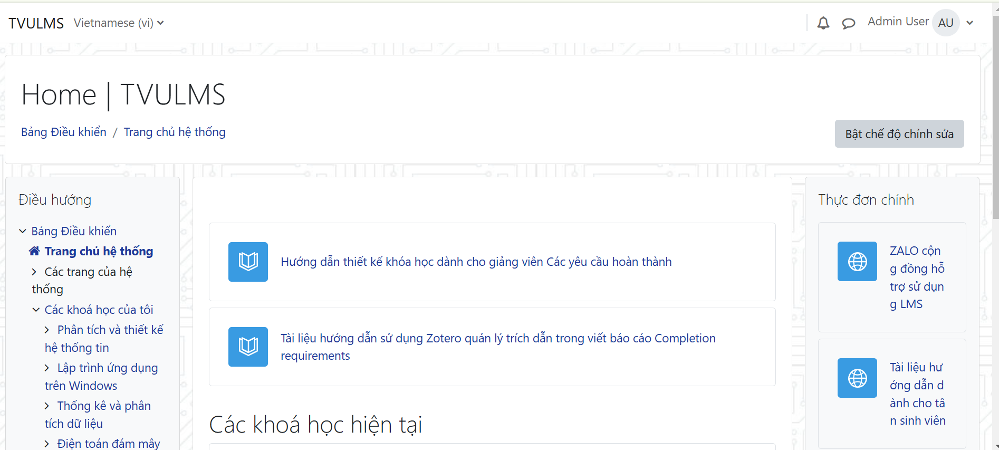 TVULMS Vietnamese (vi)
Admin User AU
Home | TVULMS
Bảng Điều khiển / Trang chủ hệ thống
Bật chế độ chỉnh sửa
Điều hướng
Bảng Điều khiển
Trang chủ hệ thống
Các trang của hệ
thống
Các khoá học của tôi
Phân tích và thiết kế
hệ thống tin
Lập trình ứng dụng
trên Windows
Thống kê và phân
tích dữ liệu
Điện toán đám mây
Hướng dẫn thiết kế khóa học dành cho giảng viên Các yêu cầu hoàn thành
Tài liệu hướng dẫn sử dụng Zotero quản lý trích dẫn trong viết báo cáo Completion
requirements
Các khoá học hiện tại
Thực đơn chính
ZALO cộn
g đồng hỗ
trợ sử dụn
g LMS
Tài liệu hư
ớng dẫn d
ành cho tâ
n sinh viên